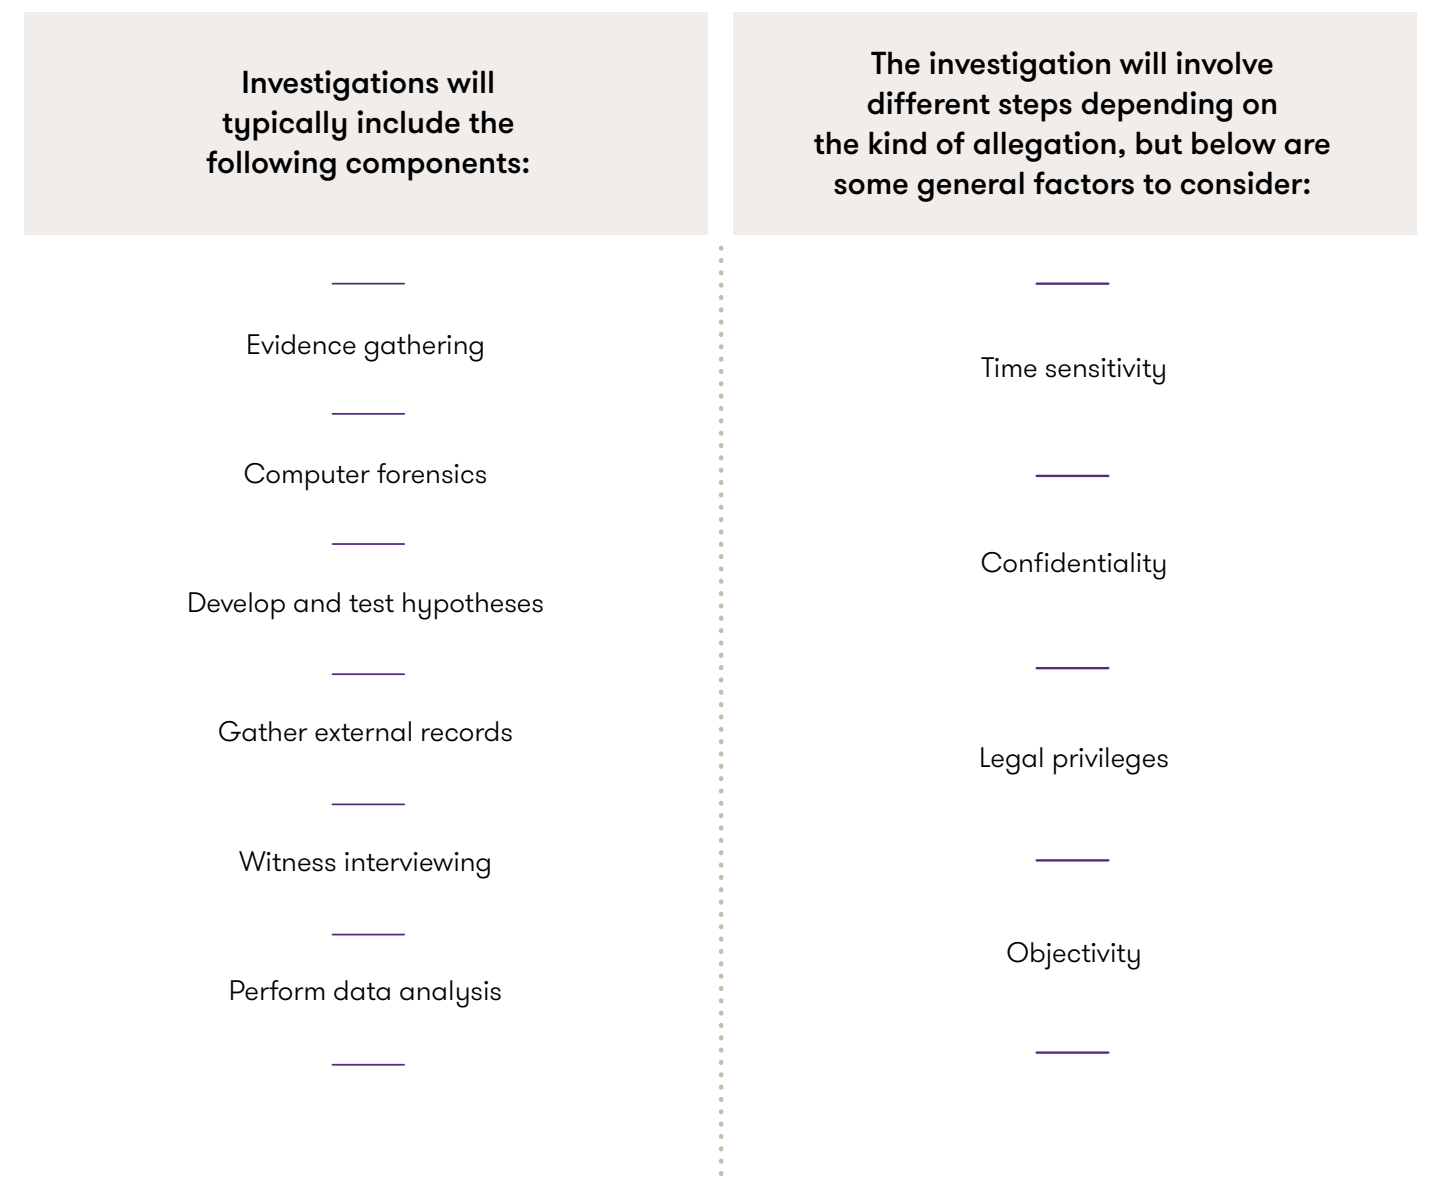 Investigations will
typically include the
following components:
Evidence gathering
Computer forensics
Develop and test hypotheses
Gather external records
Witness interviewing
Perform data analysis
The investigation will involve
different steps depending on
the kind of allegation, but below are
some general factors to consider:
Time sensitivity
Confidentiality
Legal privileges
Objectivity